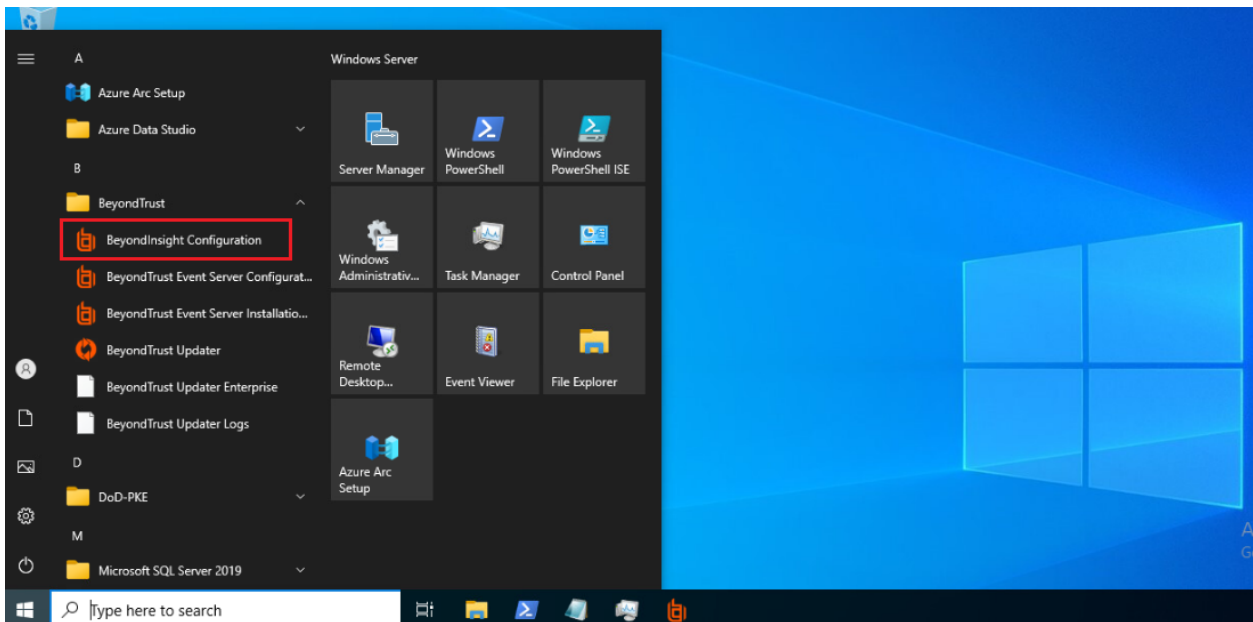 A
Azure Arc Setup
Azure Data Studio
B
BeyondTrust
BeyondInsight Configuration
BeyondTrust Event Server Configurat...
BeyondTrust Event Server Installatio...
BeyondTrust Updater
BeyondTrust Updater Enterprise
BeyondTrust Updater Logs
D
DoD-PKE
M
Microsoft SQL Server 2019
Windows Server
Server Manager
Windows
PowerShell
Windows
PowerShell ISE
Windows
Administrativ...
Task Manager
Control Panel
Remote
Desktop...
Event Viewer
File Explorer
Azure Arc
Setup
Type here to search